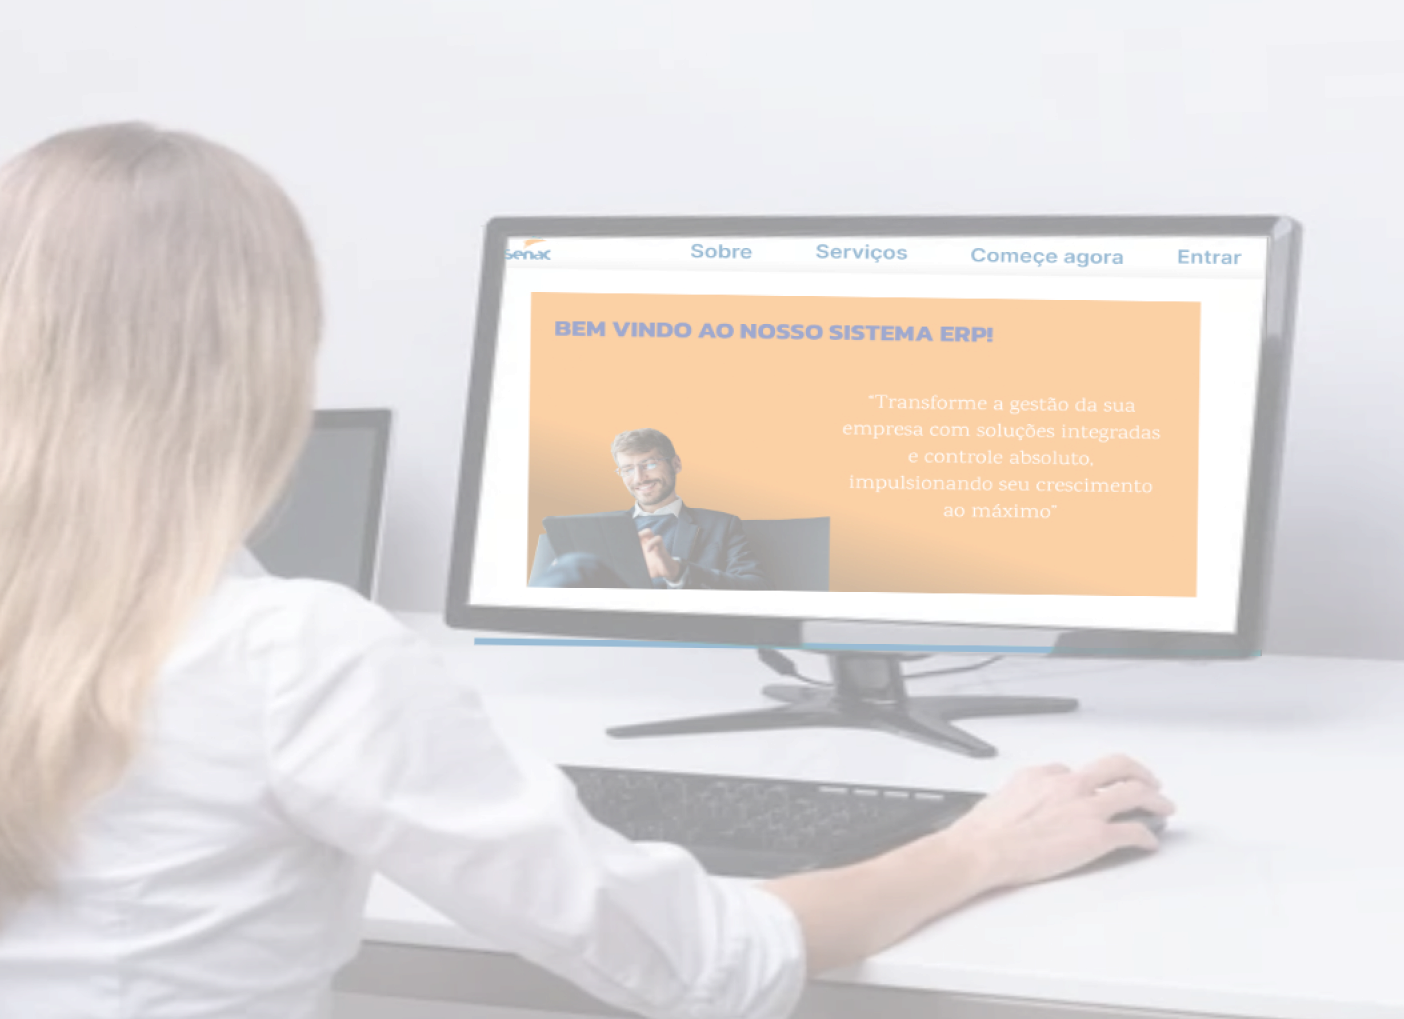 senac
Sobre
Serviços
Começe agora
Entrar
BEM VINDO AO NOSSO SISTEMA ERP!
"Transforme a gestão da sua
empresa com soluções integradas
e controle absoluto,
impulsionando seu crescimento
ao máximo"